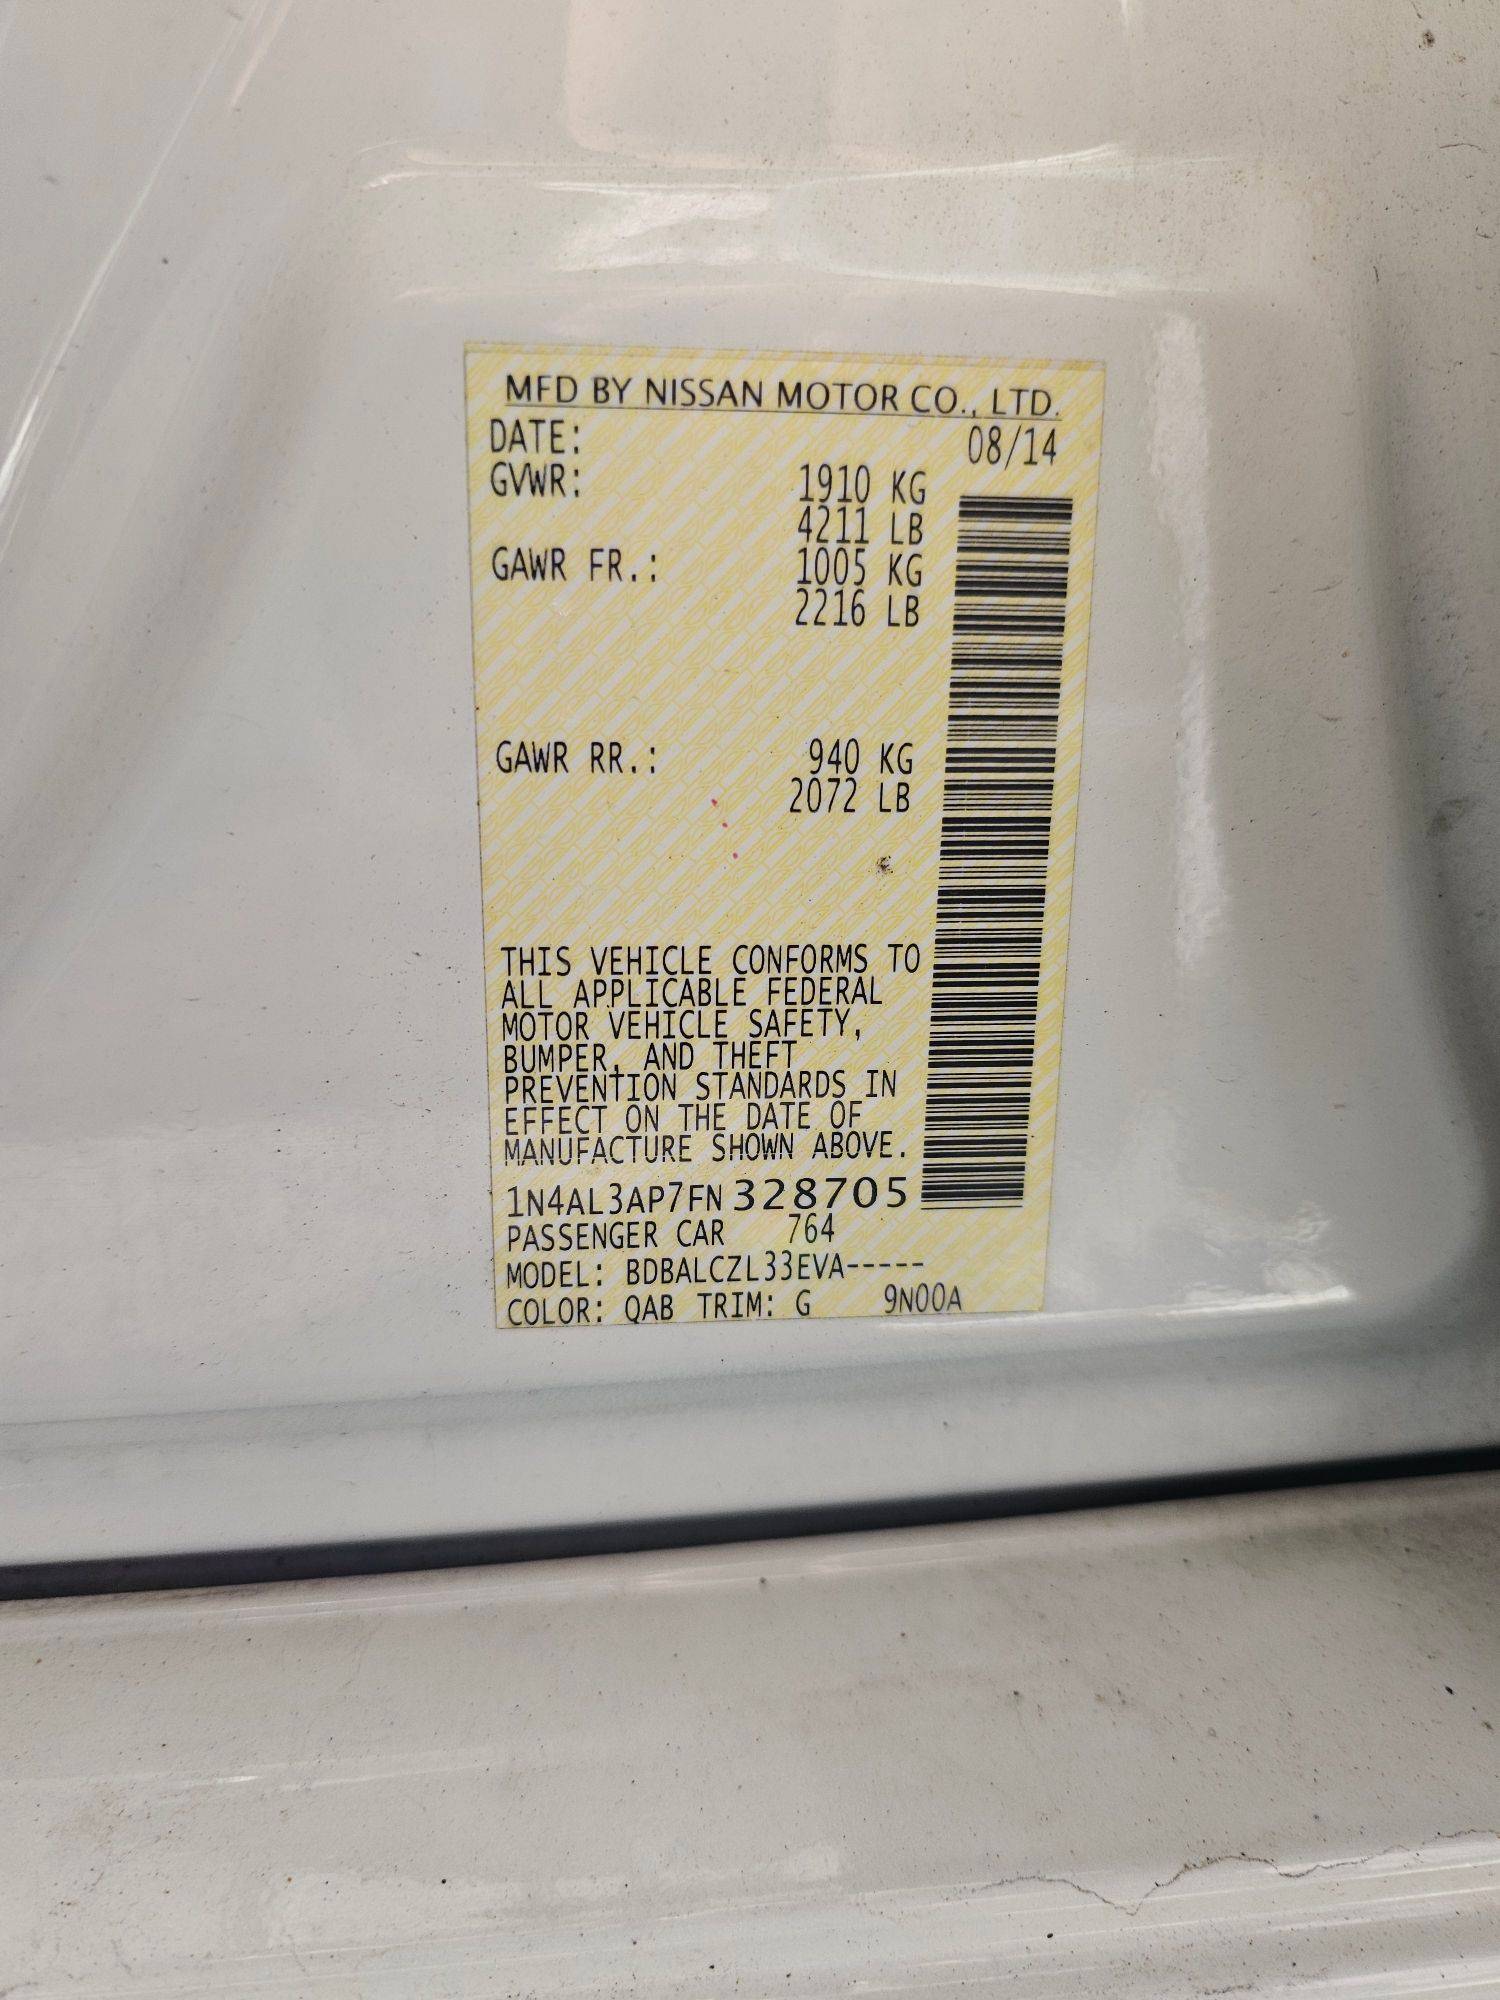 MFD BY NISSAN MOTOR CO., LTD.
DATE: 08/14
GVWR: 1910 KG
4211 LB
GAWR FR.: 1005 KG
2216 LB
GAWR RR.: 940 KG
2072 LB
THIS VEHICLE CONFORMS TO
ALL APPLICABLE FEDERAL
MOTOR VEHICLE SAFETY,
BUMPER, AND THEFT
PREVENTION STANDARDS IN
EFFECT ON THE DATE OF
MANUFACTURE SHOWN ABOVE.
1N4AL3AP7FN328705
PASSENGER CAR 764
MODEL: BDBALCZL33EVA-----
COLOR: QAB TRIM: G 9N00A